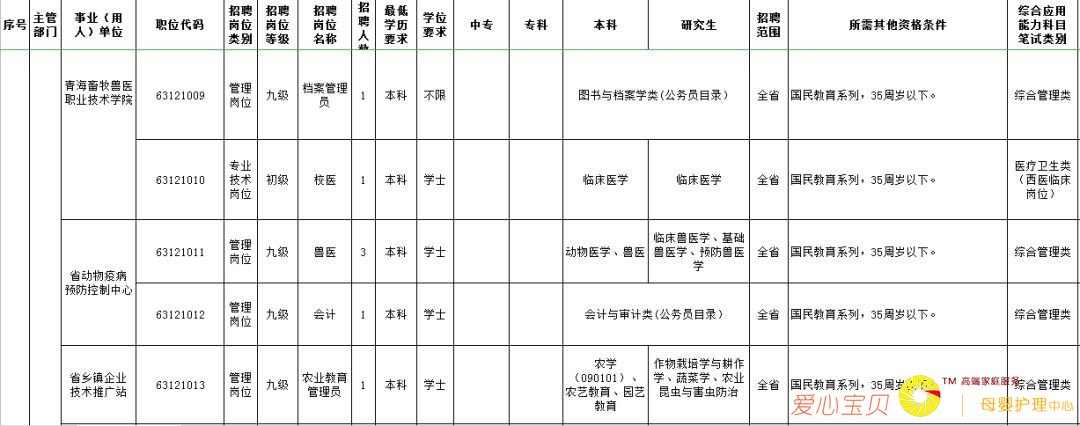 序号 主管部门 事业（用人）单位 职位代码 招聘岗位类别 招聘岗位等级 招聘岗位名称 招聘人数 最低学历要求 学位要求 中专 专科 本科 研究生 招聘范围 所需其他资格条件 综合应用能力科目笔试类别
青海畜牧兽医职业技术学院 63121009 管理岗位 九级 档案管理员 1 本科 不限 图书与档案学类(公务员目录) 全省 国民教育系列，35周岁以下。 综合管理类
63121010 专业技术岗位 初级 校医 1 本科 学士 临床医学 临床医学 全省 国民教育系列，35周岁以下。 医疗卫生类（西医临床岗位）
省动物疫病预防控制中心 63121011 管理岗位 九级 兽医 3 本科 学士 动物医学、兽医 临床兽医学、基础兽医学、预防兽医学 全省 国民教育系列，35周岁以下。 综合管理类
63121012 管理岗位 九级 会计 1 本科 学士 会计与审计类(公务员目录) 全省 国民教育系列，35周岁以下。 综合管理类
省乡镇企业技术推广站 63121013 管理岗位 九级 农业教育管理员 1 本科 学士 农学（090101）、农艺教育、园艺教育 作物栽培学与耕作学、蔬菜学、农业昆虫与害虫防治 全省 国民教育系列，35周岁以下。 综合管理类
爱心宝贝 TM 高端家庭服务 母婴护理中心